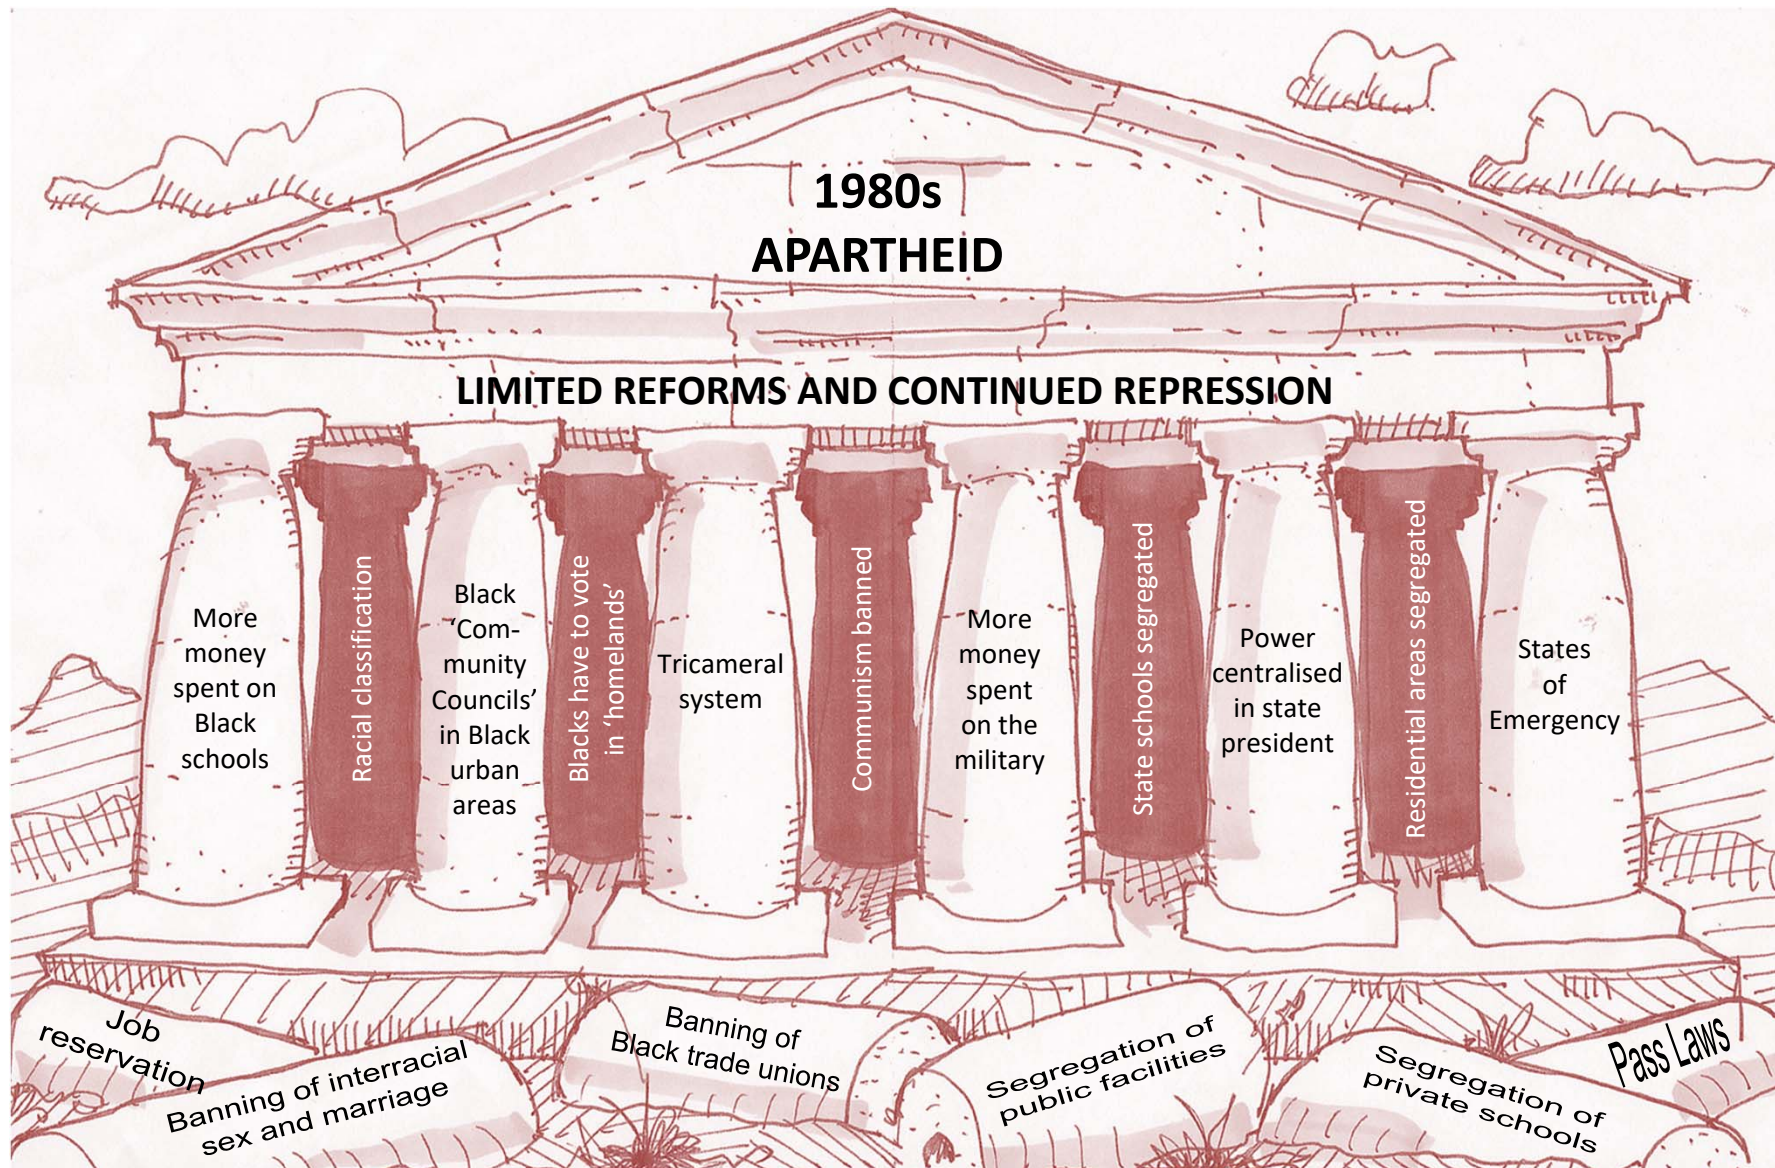 1980s
APARTHEID
LIMITED REFORMS AND CONTINUED REPRESSION
More
money
spent on
Black
schools
Racial classification
Black
‘Com-
munity
Councils’
in Black
urban
areas
Blacks have to vote
in ‘homelands’
Tricameral
system
Communism banned
More
money
spent
on the
military
State schools segregated
Power
centralised
in state
president
Residential areas segregated
States
of
Emergency
Job
reservation
Banning of interracial
sex and marriage
Banning of
Black trade unions
Segregation of
public facilities
Segregation of
private schools
Pass Laws